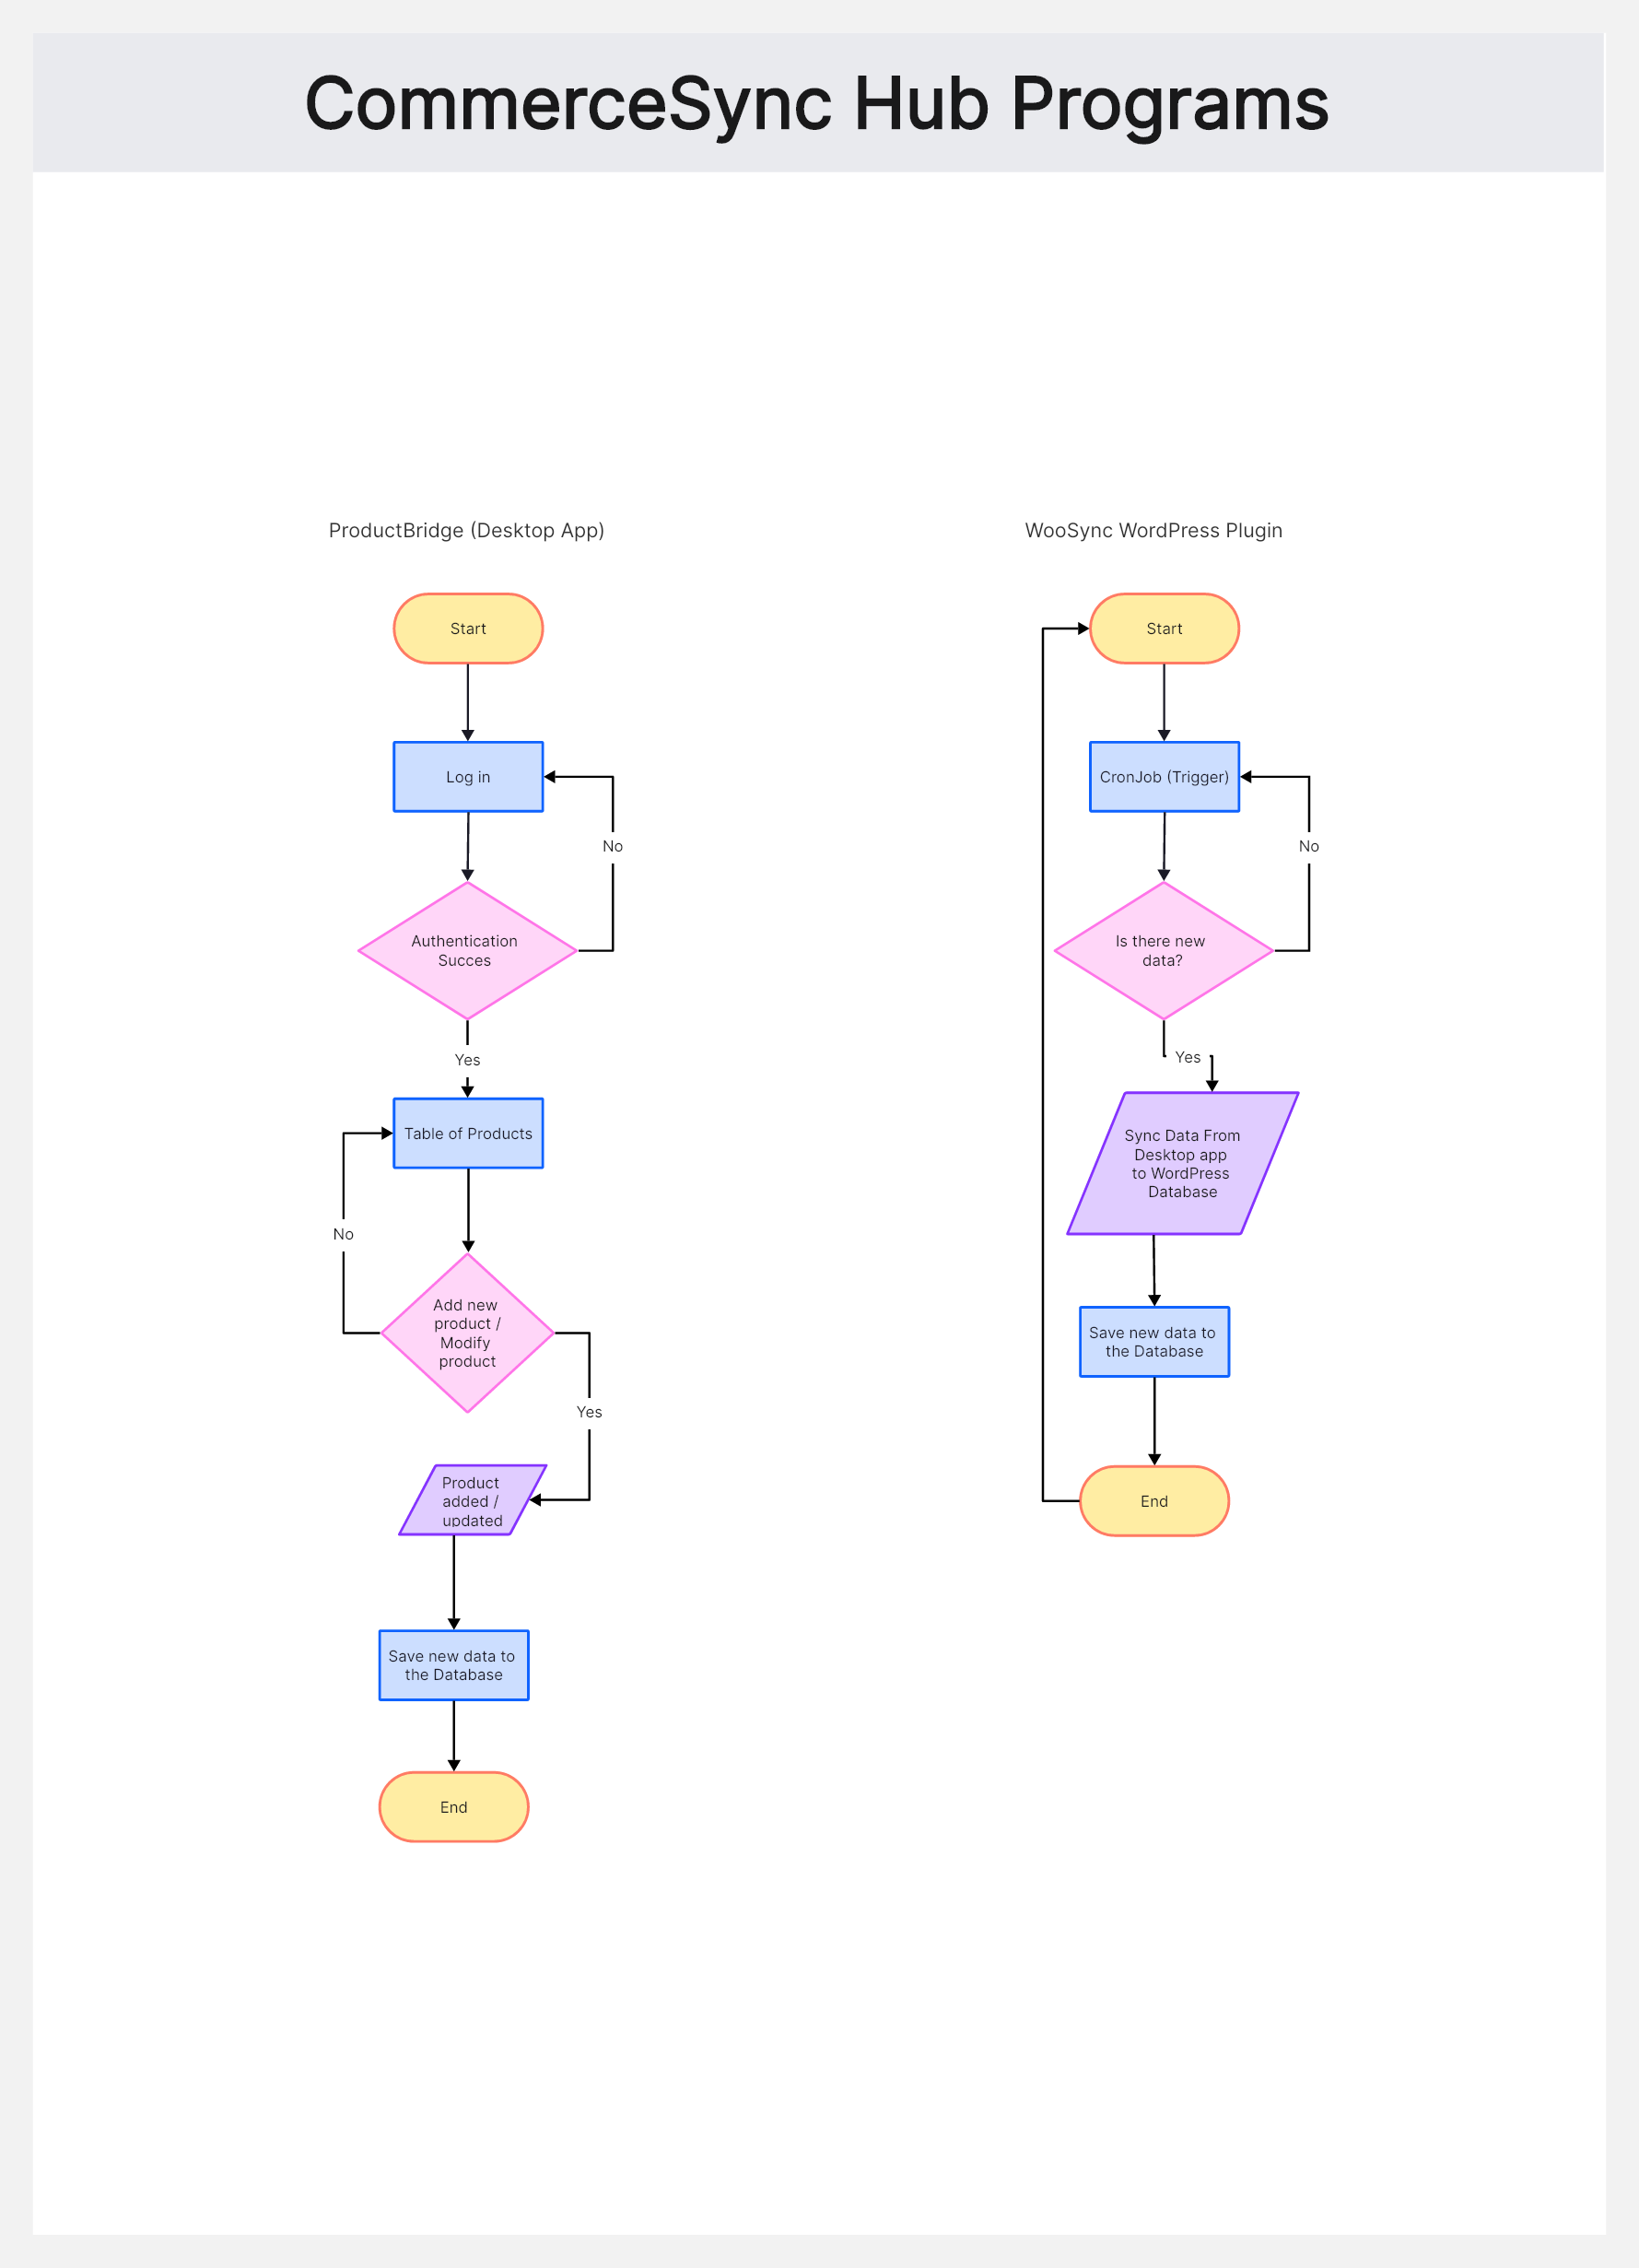 CommerceSync Hub Programs
ProductBridge (Desktop App)
Start
Log in
No
Authentication
Succes
Yes
Table of Products
No
Add new
product /
Modify
product
Yes
Product
added /
updated
Save new data to
the Database
End
WooSync WordPress Plugin
Start
CronJob (Trigger)
No
Is there new
data?
Yes
Sync Data From
Desktop app
to WordPress
Database
Save new data to
the Database
End